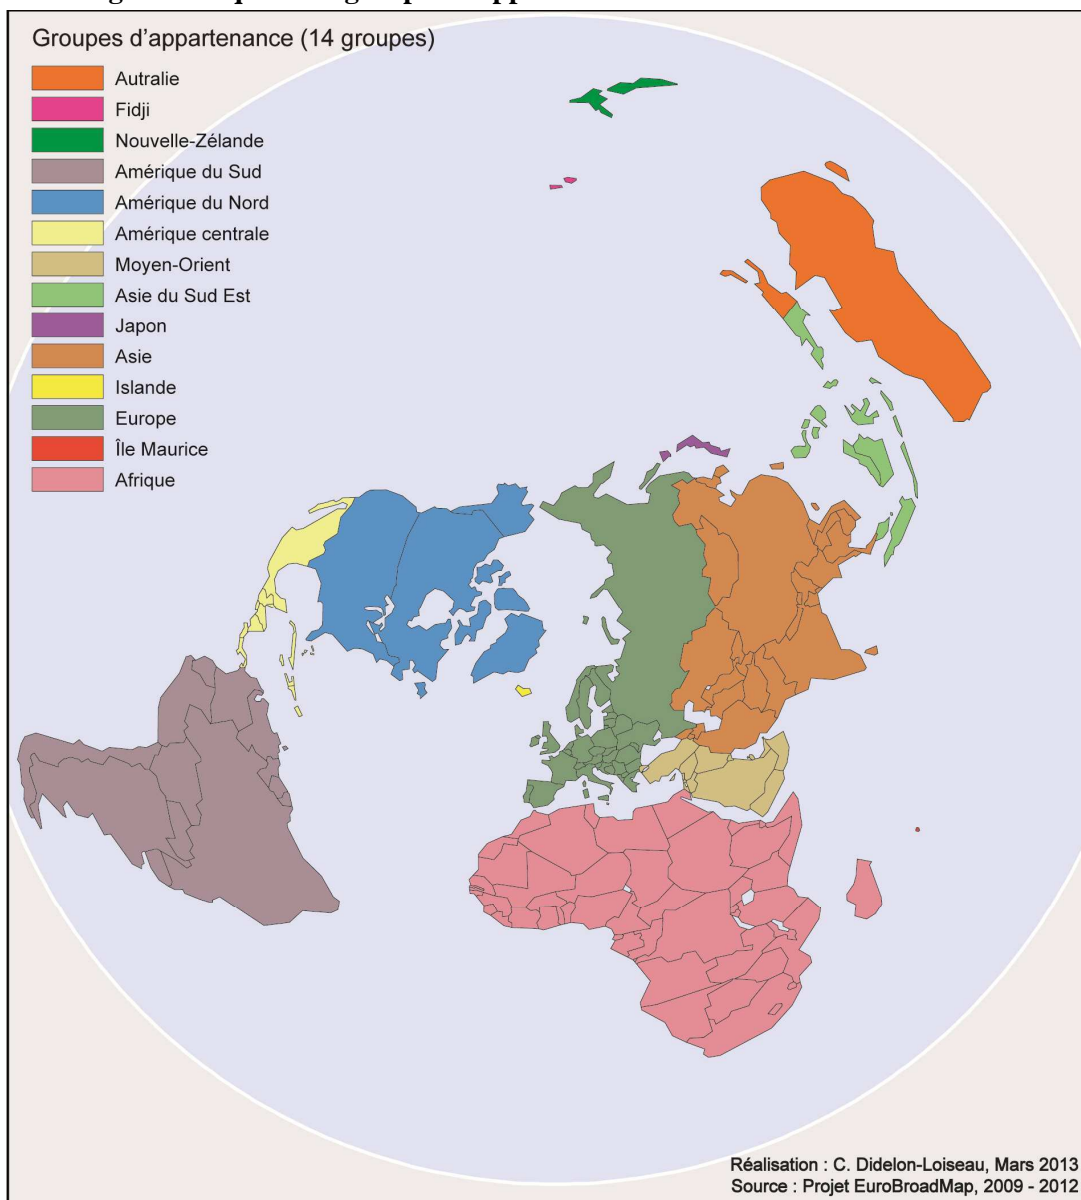 Groupes d'appartenance (14 groupes)
Autralie
Fidji
Nouvelle-Zélande
Amérique du Sud
Amérique du Nord
Amérique centrale
Moyen-Orient
Asie du Sud Est
Japon
Asie
Islande
Europe
Île Maurice
Afrique
Réalisation : C. Didelon-Loiseau, Mars 2013
Source : Projet EuroBroadMap, 2009 - 2012